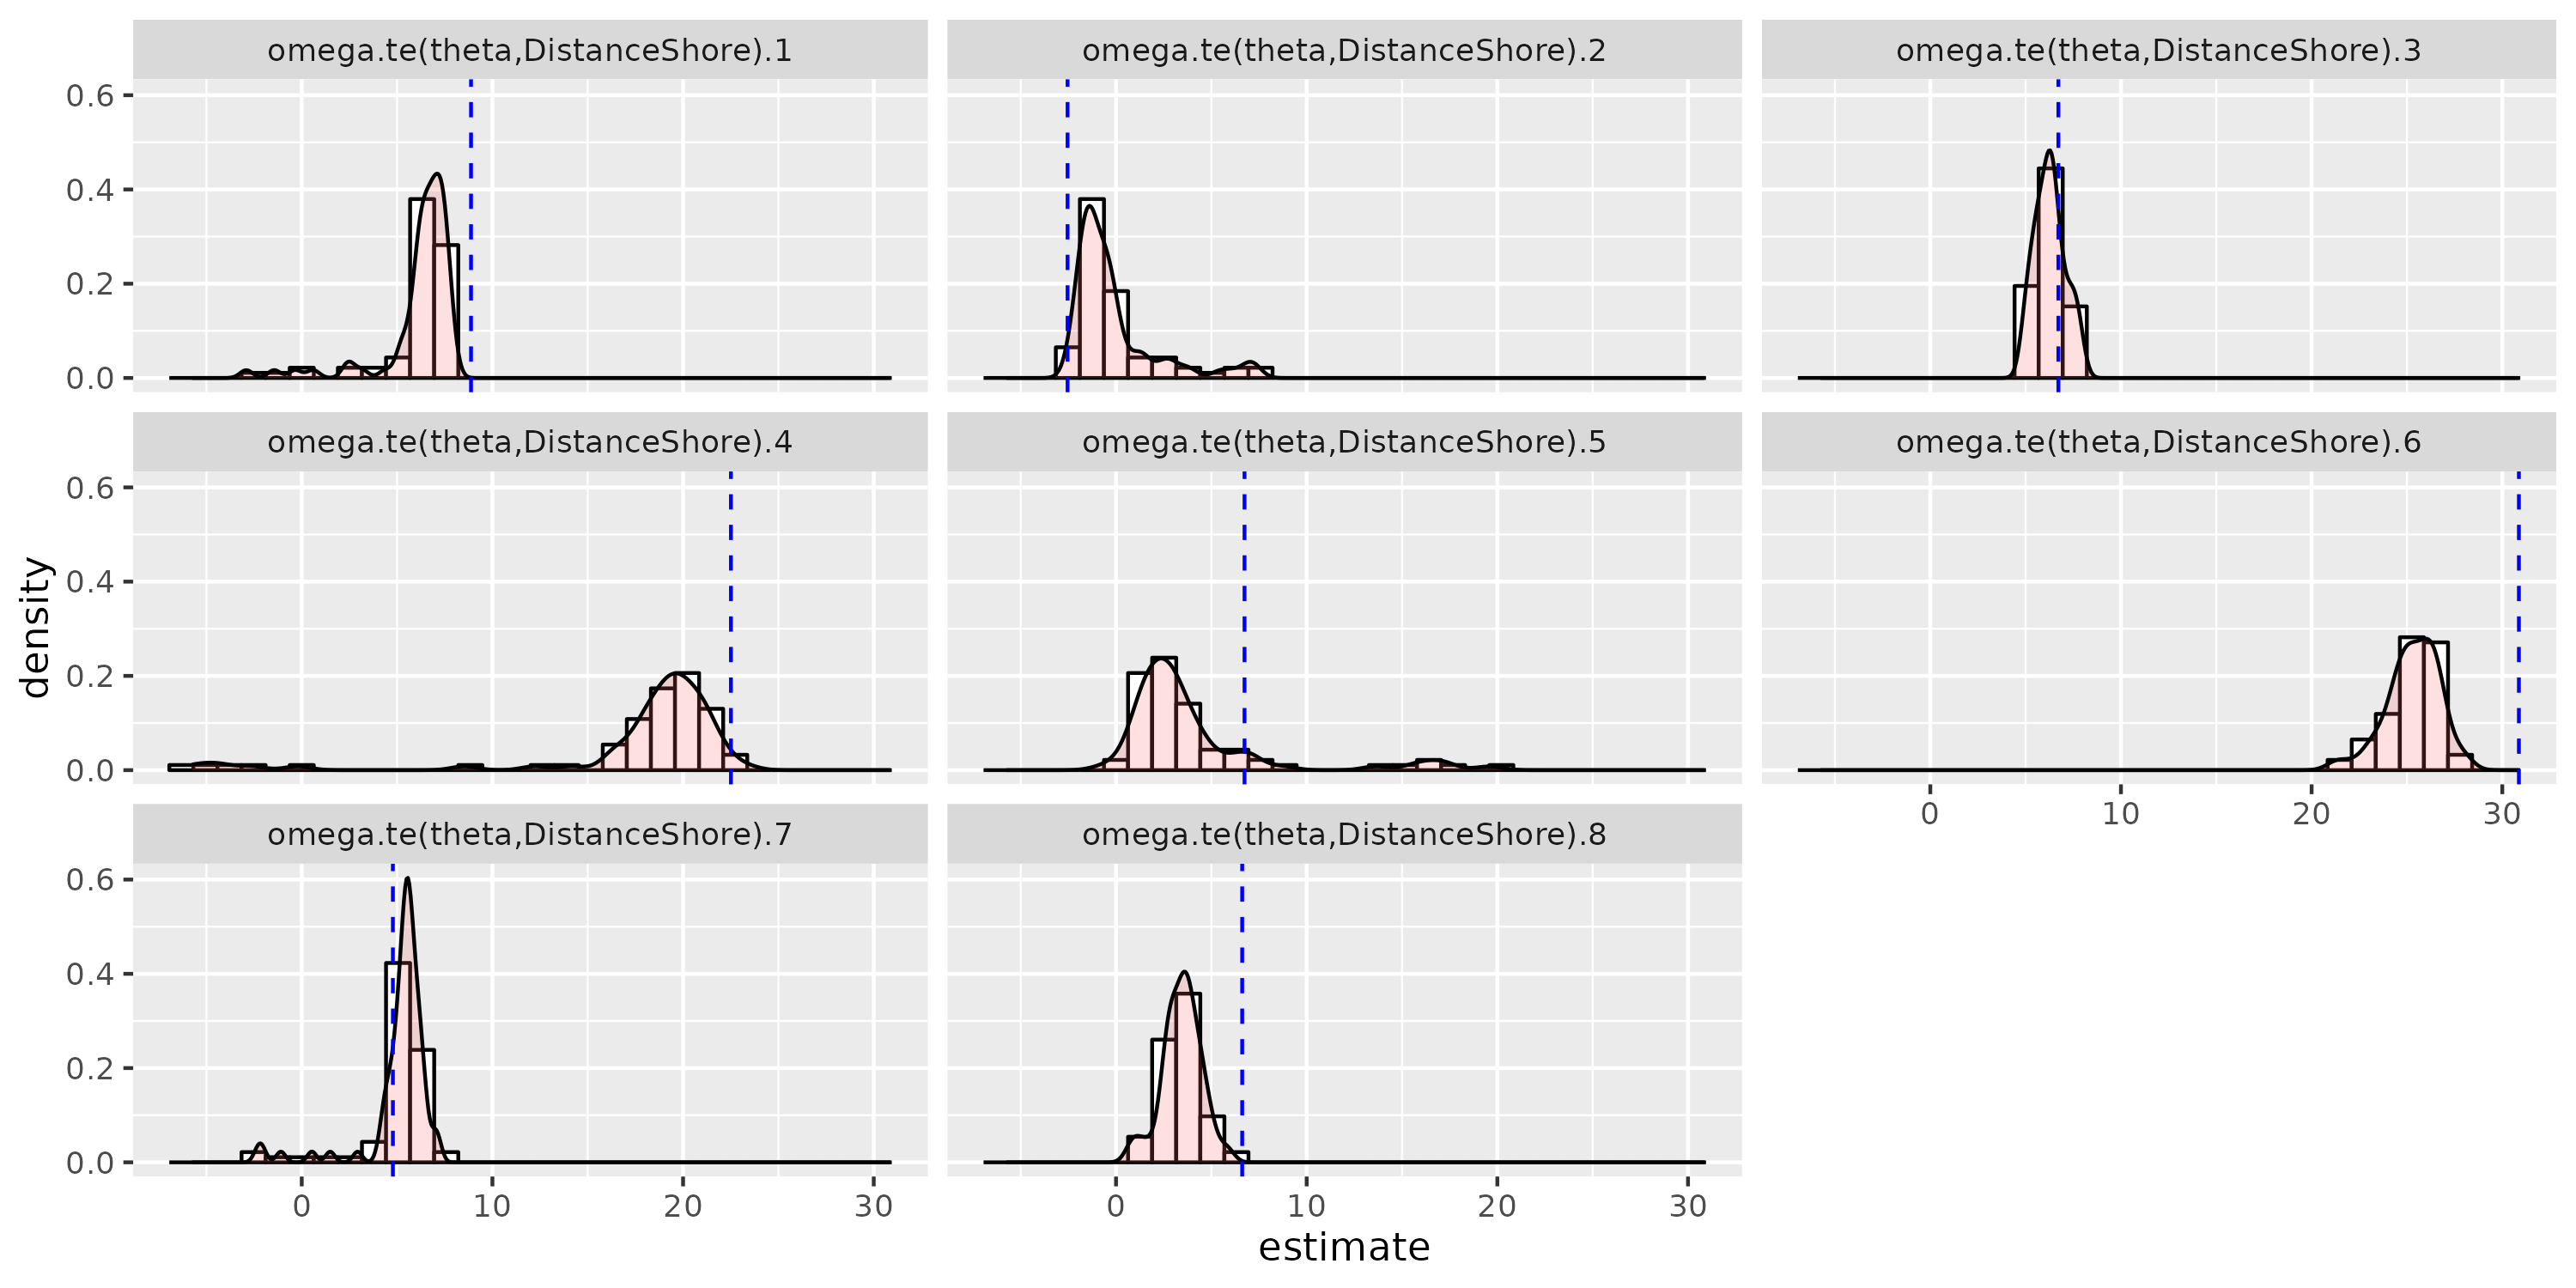 omega.te(theta,DistanceShore).1 omega.te(theta,DistanceShore).2 omega.te(theta,DistanceShore).3
0.6
0.4
0.2
0.0
omega.te(theta,DistanceShore).4 omega.te(theta,DistanceShore).5 omega.te(theta,DistanceShore).6
0.6
0.4
0.2
0.0
0 10 20 30
omega.te(theta,DistanceShore).7 omega.te(theta,DistanceShore).8
0.6
0.4
0.2
0.0
0 10 20 30 0 10 20 30
density
estimate